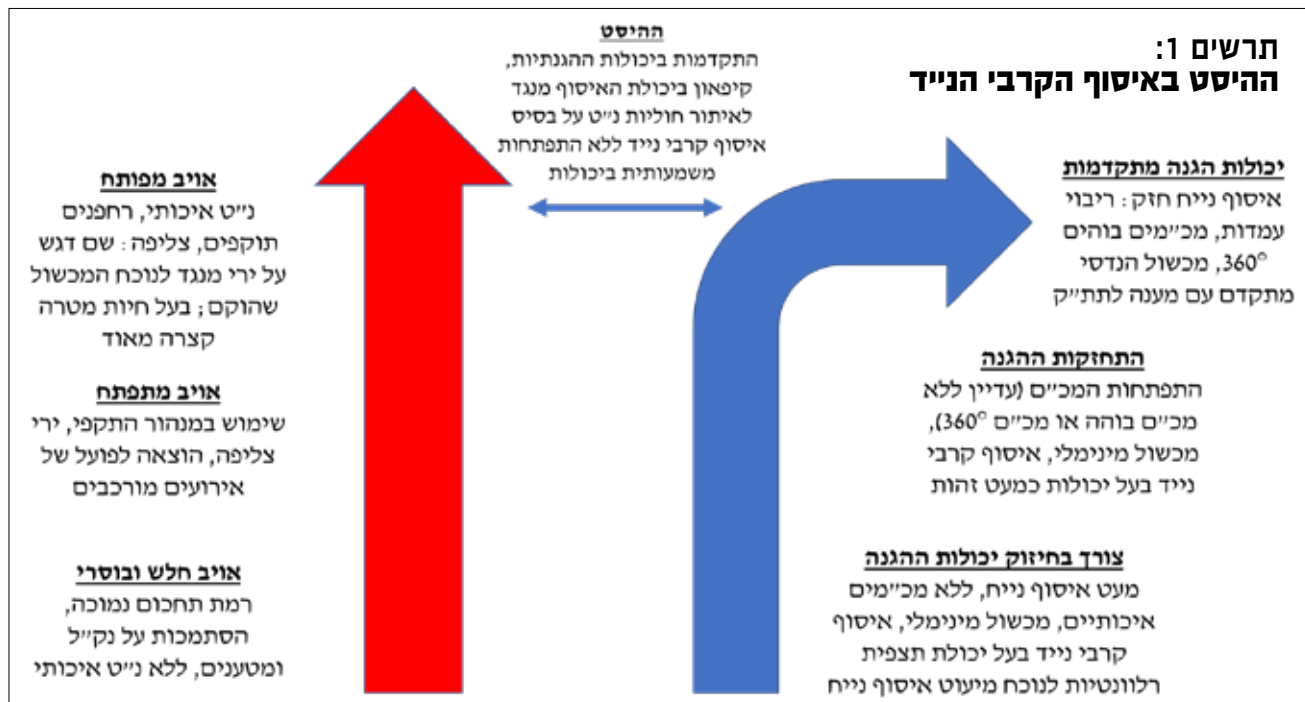 תרשים 1:
ההיסט באיסוף הקרבי הנייד
ההיסט
התקדמות ביכולות ההגנתיות,
קיפאון ביכולת האיסוף מנגד
לאיתור חוליות נ״ט על בסיס
איסוף קרבי נייד ללא התפתחות
משמעותית ביכולות
יכולות הגנה מתקדמות
איסוף נייח חזק: ריבוי
עמדות, מכ״מים בוהים
360°, מכשול הנדסי
מתקדם עם מענה לתת״ק
התחזקות ההגנה
התפתחות המכ״ם (עדיין ללא
מכ״ם בוהה או מכ״ם 360°),
מכשול מינימלי, איסוף קרבי
נייד בעל יכולות כמעט זהות
צורך בחיזוק יכולות ההגנה
מעט איסוף נייח, ללא מכ״מים
איכותיים, מכשול מינימלי, איסוף
קרבי נייד בעל יכולת תצפית
רלוונטיות לנוכח מיעוט איסוף נייח
אויב מפותח
נ״ט איכותי, רחפנים
תוקפים, צליפה: שם דגש
על ירי מנגד לנוכח המכשול
שהוקם; בעל חיות מטרה
קצרה מאוד
אויב מתפתח
שימוש במנהור התקפי, ירי
צליפה, הוצאה לפועל של
אירועים מורכבים
אויב חלש ובוסרי
רמת תחכום נמוכה,
הסתמכות על נק״ל
ומטענים, ללא נ״ט איכותי